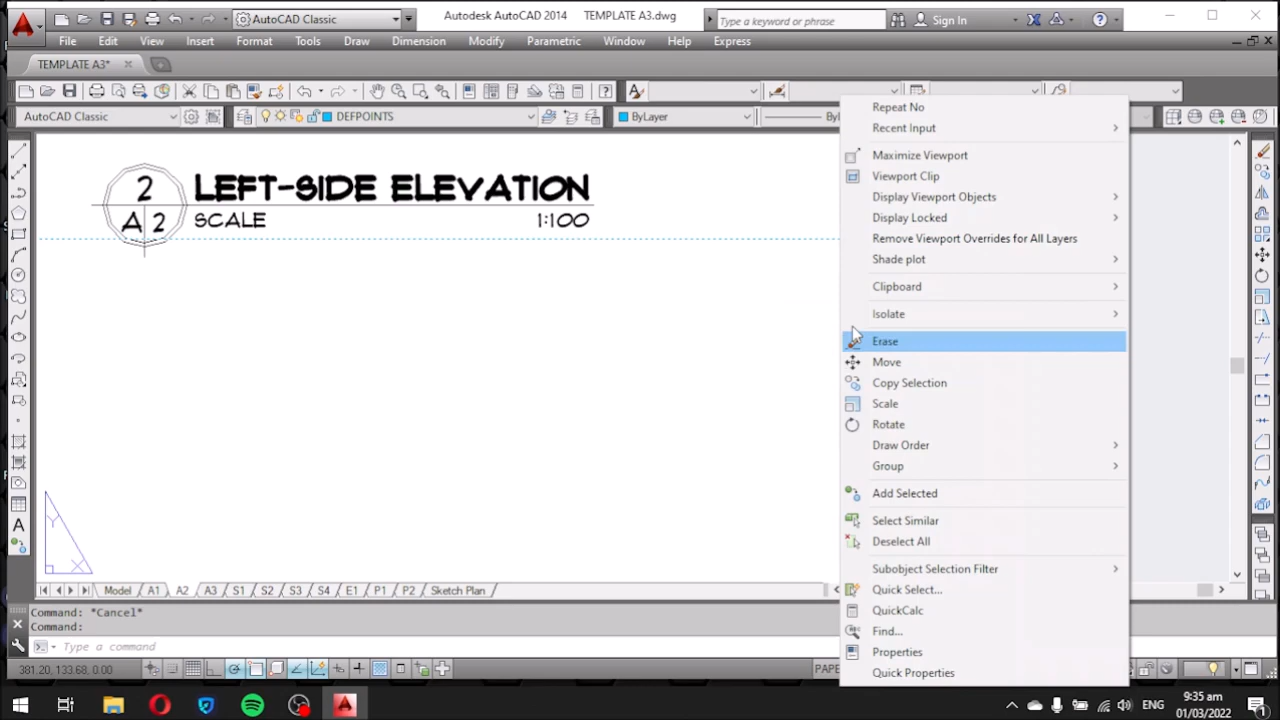 AutoCAD Classic
Autodesk AutoCAD 2014 TEMPLATE A3.dwg
Type a keyword or phrase
Sign In
File Edit View Insert Format Tools Draw Dimension Modify Parametric Window Help Express
TEMPLATE A3*
AutoCAD Classic
DEFPOINTS
ByLayer
2
LEFT-SIDE ELEVATION
A 2
SCALE 1:100
Y
X
Repeat No
Recent Input
Maximize Viewport
Viewport Clip
Display Viewport Objects
Display Locked
Remove Viewport Overrides for All Layers
Shade plot
Clipboard
Isolate
Erase
Move
Copy Selection
Scale
Rotate
Draw Order
Group
Add Selected
Select Similar
Deselect All
Subobject Selection Filter
Quick Select...
QuickCalc
Find...
Properties
Quick Properties
Model A1 A2 A3 S1 S2 S3 S4 E1 P1 P2 Sketch Plan
Command: *Cancel*
Command:
Type a command
381.20, 133.68, 0.00
ENG
9:35 am
01/03/2022